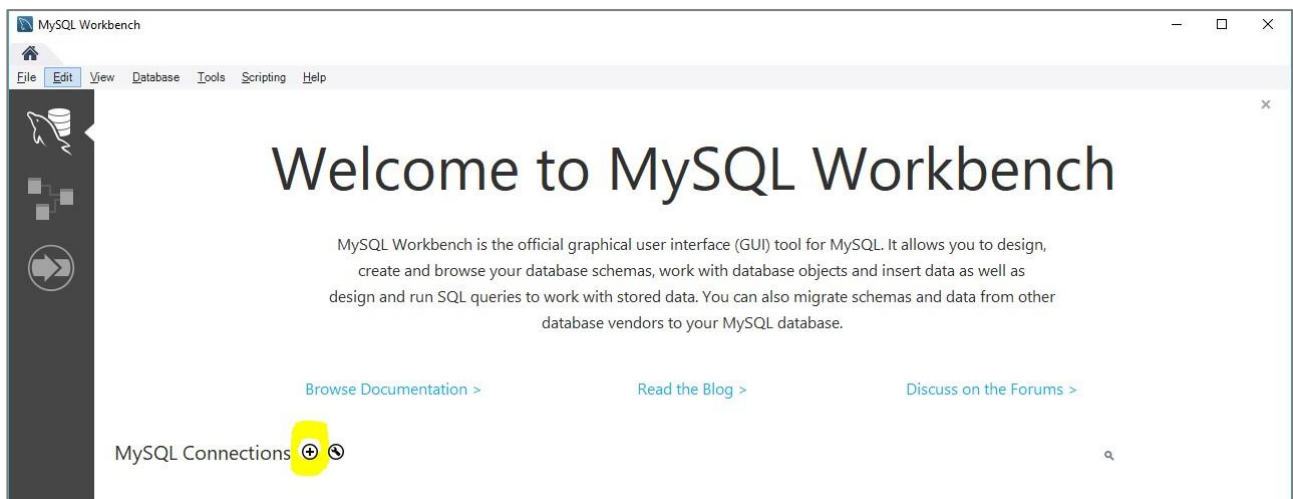 MySQL Workbench
File Edit View Database Tools Scripting Help
Welcome to MySQL Workbench
MySQL Workbench is the official graphical user interface (GUI) tool for MySQL. It allows you to design,
create and browse your database schemas, work with database objects and insert data as well as
design and run SQL queries to work with stored data. You can also migrate schemas and data from other
database vendors to your MySQL database.
Browse Documentation > Read the Blog > Discuss on the Forums >
MySQL Connections